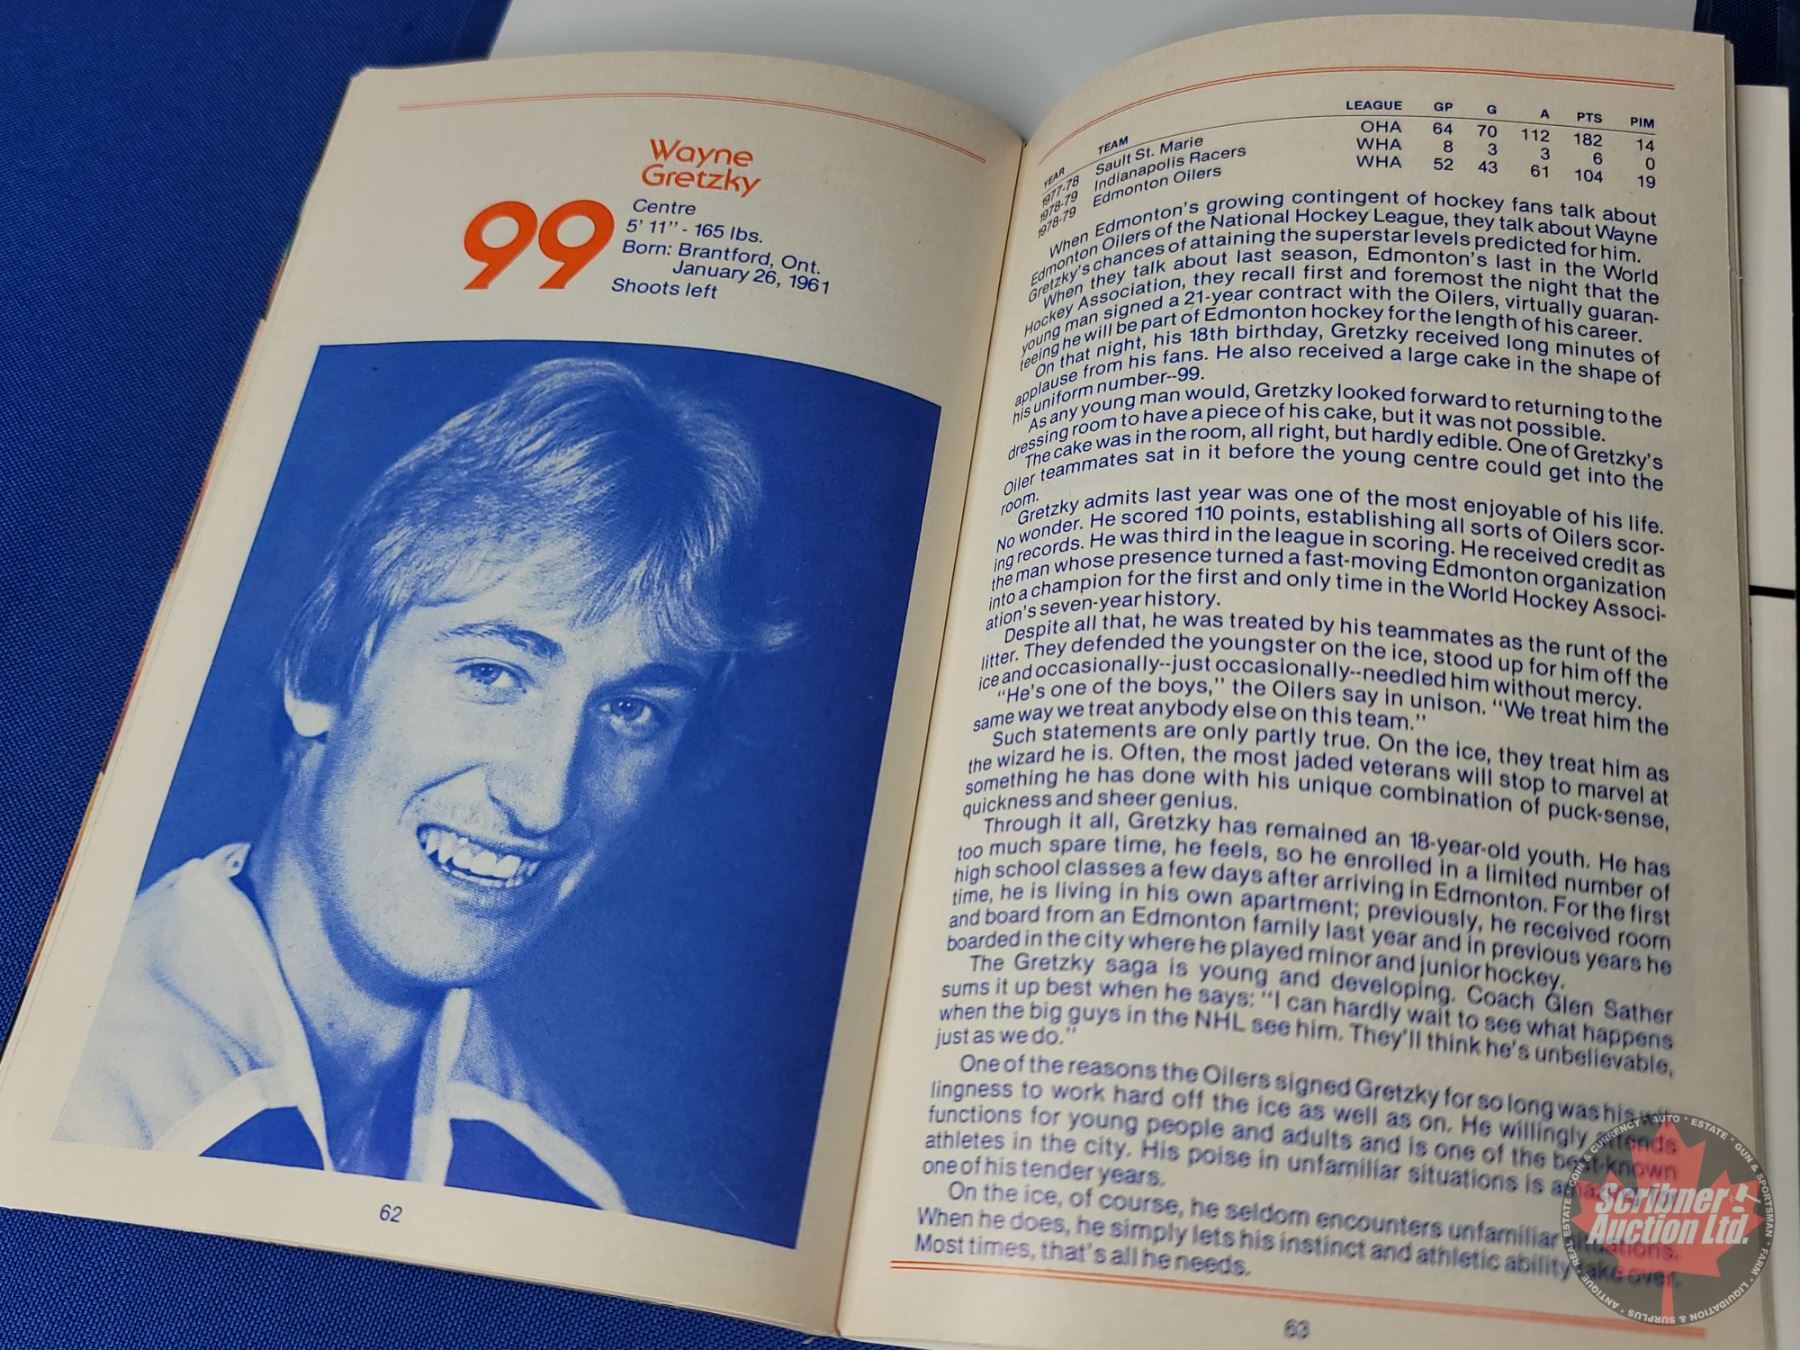 Wayne
Gretzky
99
Centre
5' 11" - 165 lbs.
Born: Brantford, Ont.
January 26, 1961
Shoots left
62
YEAR TEAM LEAGUE GP G A PTS PIM
1977-78 Sault St. Marie OHA 64 70 112 182 14
1978-79 Indianapolis Racers WHA 8 3 3 6 0
1978-79 Edmonton Oilers WHA 52 43 61 104 19
When Edmonton's growing contingent of hockey fans talk about
Edmonton Oilers of the National Hockey League, they talk about Wayne
Gretzky's chances of attaining the superstar levels predicted for him.
When they talk about last season, Edmonton's last in the World
Hockey Association, they recall first and foremost the night that the
young man signed a 21-year contract with the Oilers, virtually guaran-
teeing he will be part of Edmonton hockey for the length of his career.
On that night, his 18th birthday, Gretzky received long minutes of
applause from his fans. He also received a large cake in the shape of
his uniform number--99.
As any young man would, Gretzky looked forward to returning to the
dressing room to have a piece of his cake, but it was not possible.
The cake was in the room, all right, but hardly edible. One of Gretzky's
Oiler teammates sat in it before the young centre could get into the
room.
Gretzky admits last year was one of the most enjoyable of his life.
No wonder. He scored 110 points, establishing all sorts of Oilers scor-
ing records. He was third in the league in scoring. He received credit as
the man whose presence turned a fast-moving Edmonton organization
into a champion for the first and only time in the World Hockey Associ-
ation's seven-year history.
Despite all that, he was treated by his teammates as the runt of the
litter. They defended the youngster on the ice, stood up for him off the
ice and occasionally--just occasionally--needled him without mercy.
"He's one of the boys," the Oilers say in unison. "We treat him the
same way we treat anybody else on this team."
Such statements are only partly true. On the ice, they treat him as
the wizard he is. Often, the most jaded veterans will stop to marvel at
something he has done with his unique combination of puck-sense,
quickness and sheer genius.
Through it all, Gretzky has remained an 18-year-old youth. He has
too much spare time, he feels, so he enrolled in a limited number of
high school classes a few days after arriving in Edmonton. For the first
time, he is living in his own apartment; previously, he received room
and board from an Edmonton family last year and in previous years he
boarded in the city where he played minor and junior hockey.
The Gretzky saga is young and developing. Coach Glen Sather
sums it up best when he says: "I can hardly wait to see what happens
when the big guys in the NHL see him. They'll think he's unbelievable,
just as we do."
One of the reasons the Oilers signed Gretzky for so long was his
lingness to work hard off the ice as well as on. He willingly attends
functions for young people and adults and is one of the best-known
athletes in the city. His poise in unfamiliar situations is
one of his tender years.
On the ice, of course, he seldom encounters unfamiliar situations.
When he does, he simply lets his instinct and athletic ability take over.
Most times, that's all he needs.
63
Scribner
Auction Ltd.
AUTO • ESTATE • GUN & SPORTSMAN • FARM • LIQUIDATION & SURPLUS • ANTIQUE • REAL ESTATE • COIN & CURRENCY